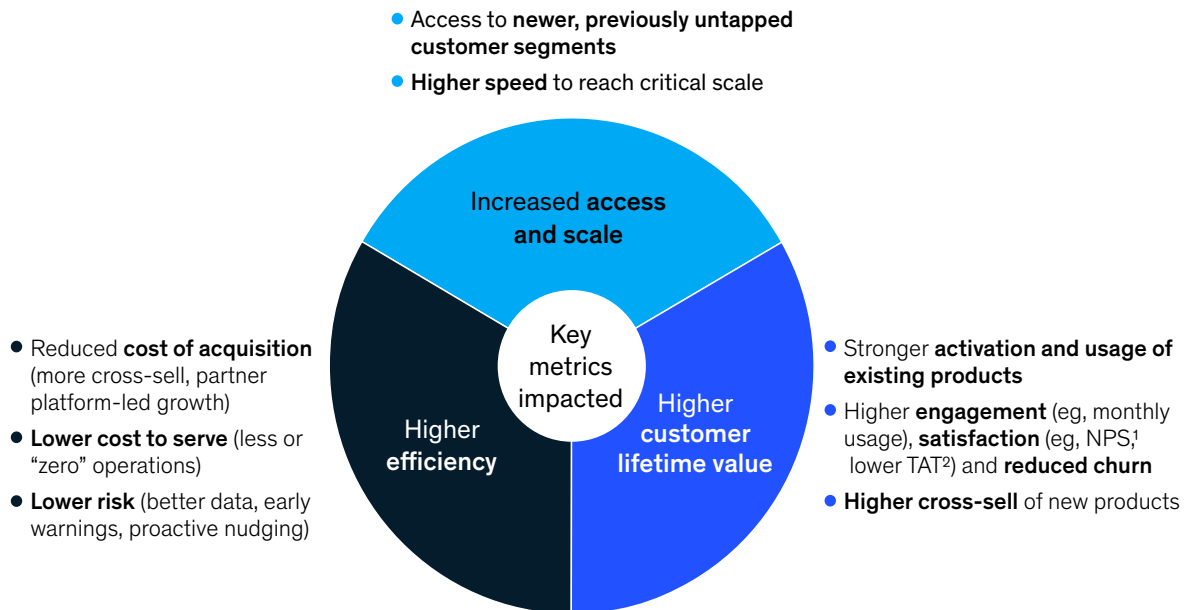 Access to newer, previously untapped
customer segments
Higher speed to reach critical scale
Increased access
and scale
Key
metrics
impacted
Higher
efficiency
Higher
customer
lifetime value
Reduced cost of acquisition
(more cross-sell, partner
platform-led growth)
Lower cost to serve (less or
“zero” operations)
Lower risk (better data, early
warnings, proactive nudging)
Stronger activation and usage of
existing products
Higher engagement (eg, monthly
usage), satisfaction (eg, NPS,¹
lower TAT²) and reduced churn
Higher cross-sell of new products